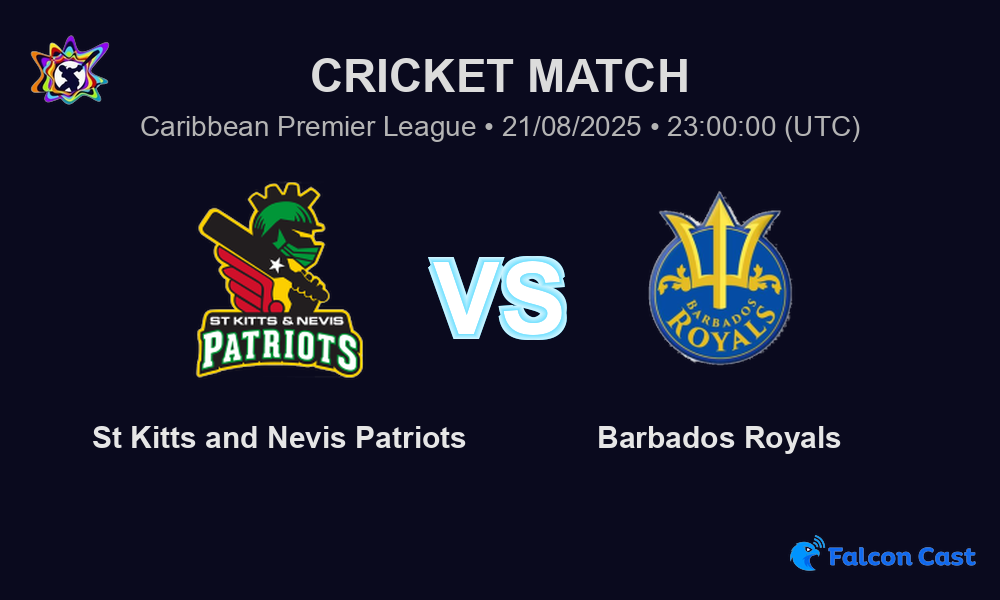 CRICKET MATCH
Caribbean Premier League • 21/08/2025 • 23:00:00 (UTC)
ST KITTS & NEVIS
PATRIOTS
VS
BARBADOS
ROYALS
St Kitts and Nevis Patriots
Barbados Royals
Falcon Cast